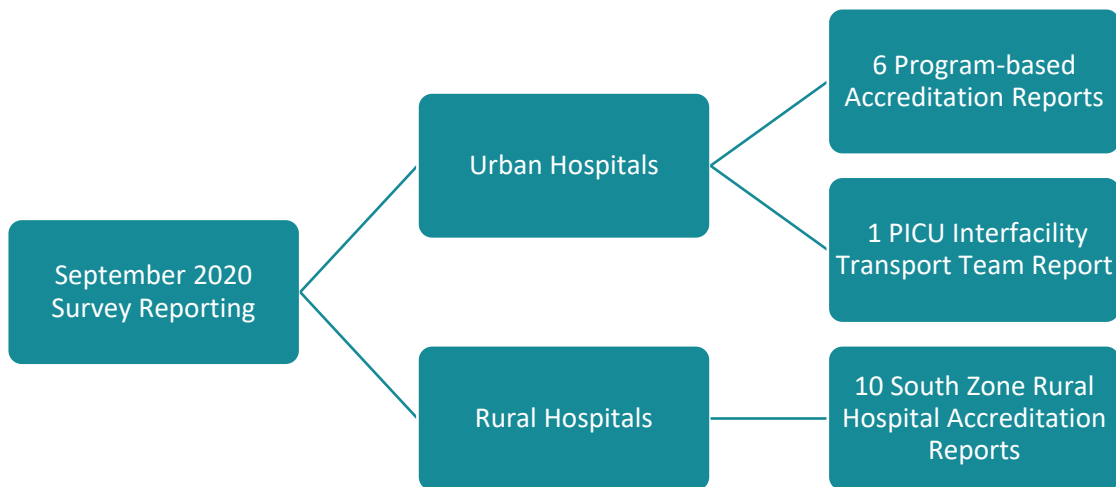 September 2020
Survey Reporting
Urban Hospitals
6 Program-based
Accreditation Reports
1 PICU Interfacility
Transport Team Report
Rural Hospitals
10 South Zone Rural
Hospital Accreditation
Reports